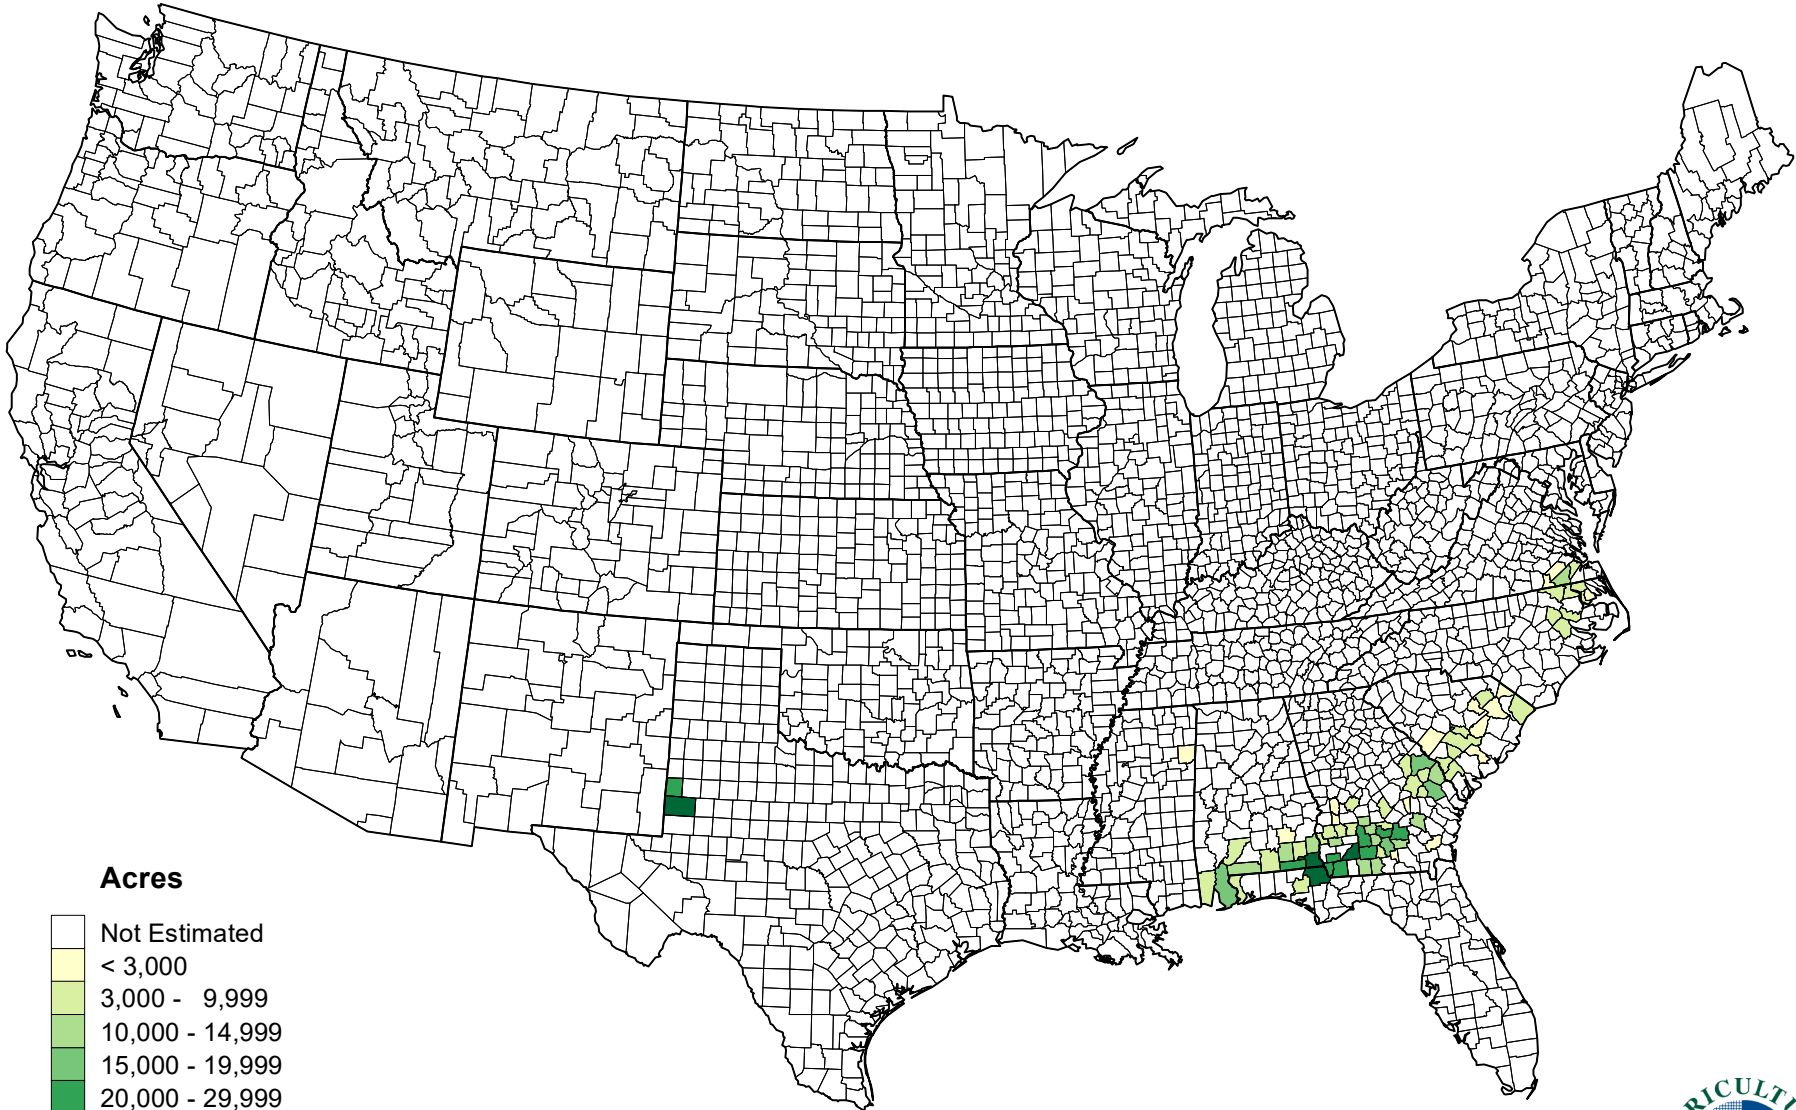 Acres
Not Estimated
< 3,000
3,000 - 9,999
10,000 - 14,999
15,000 - 19,999
20,000 - 29,999